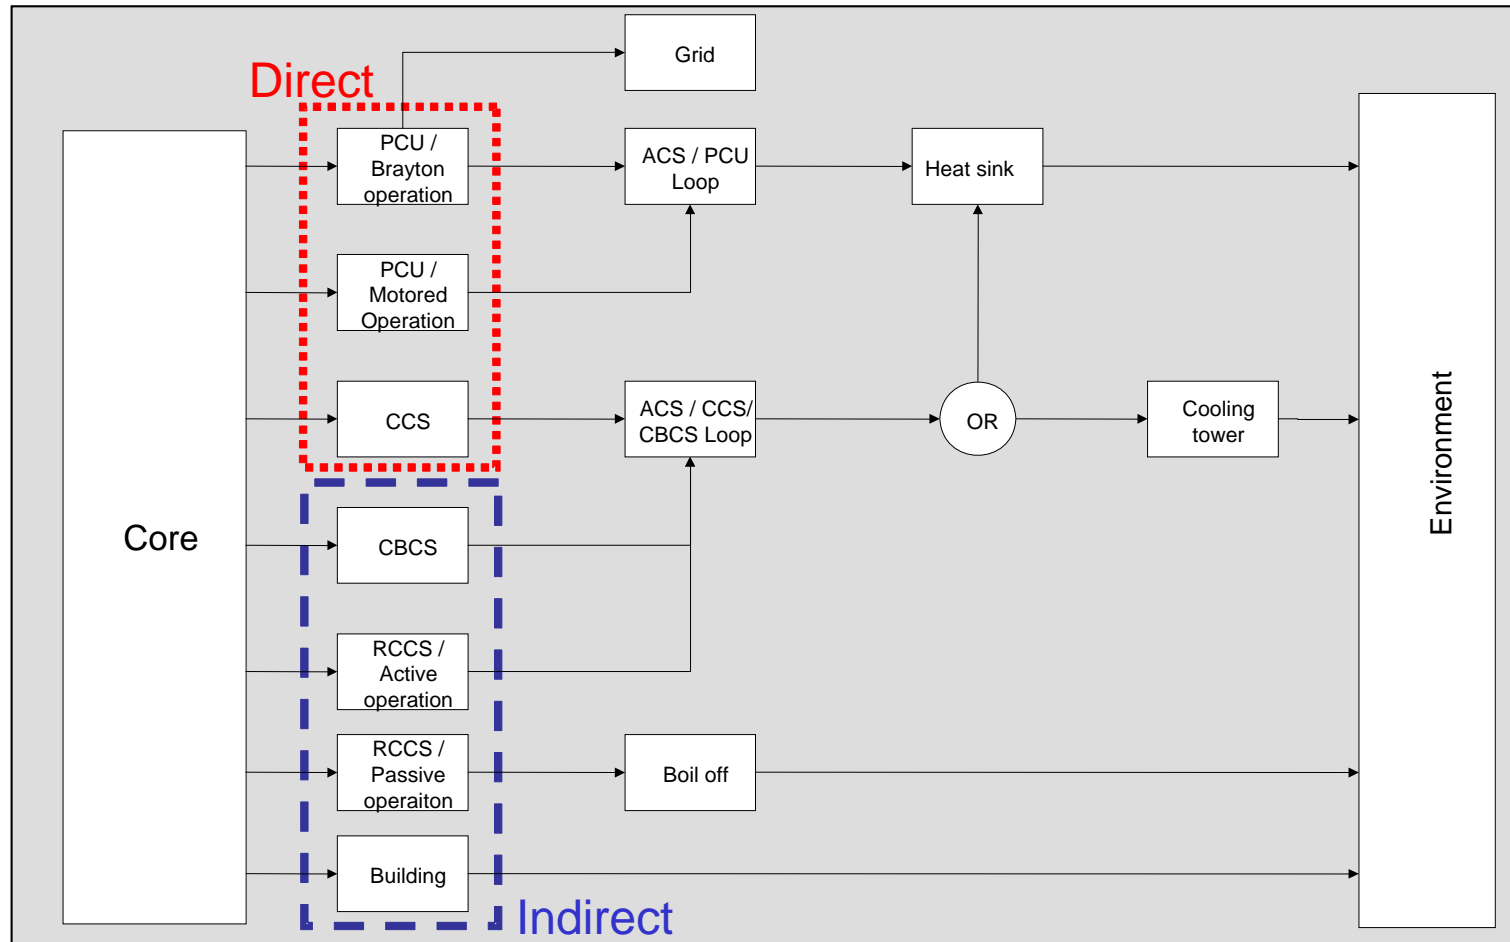 Grid
Direct
PCU /
Brayton
operation
ACS / PCU
Loop
Heat sink
PCU /
Motored
Operation
CCS
ACS / CCS/
CBCS Loop
OR
Cooling
tower
Core
CBCS
Environment
RCCS /
Active
operation
RCCS /
Passive
operaiton
Boil off
Building
Indirect